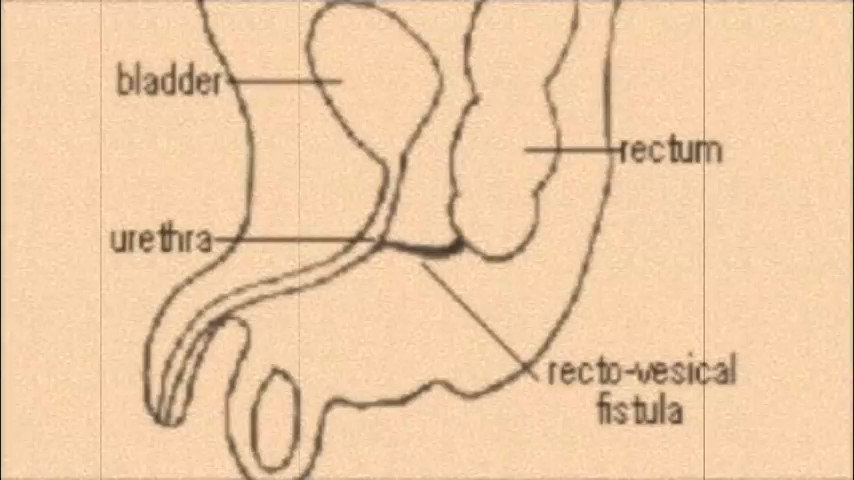 bladder
rectum
urethra
recto-vesical
fistula